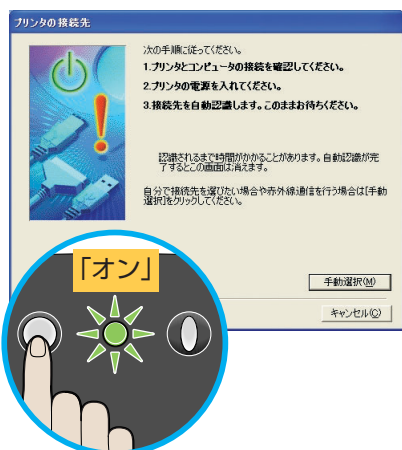 プリンタの接続先
次の手順に従ってください。
1.プリンタとコンピュータの接続を確認してください。
2.プリンタの電源を入れてください。
3.接続先を自動認識します。このままお待ちください。
認識されるまで時間がかかることがあります。自動認識が完
了するとこの画面は消えます。
自分で接続先を選びたい場合や赤外線通信を行う場合は[手動
選択]をクリックしてください。
手動選択(M)
キャンセル(C)
「オン」